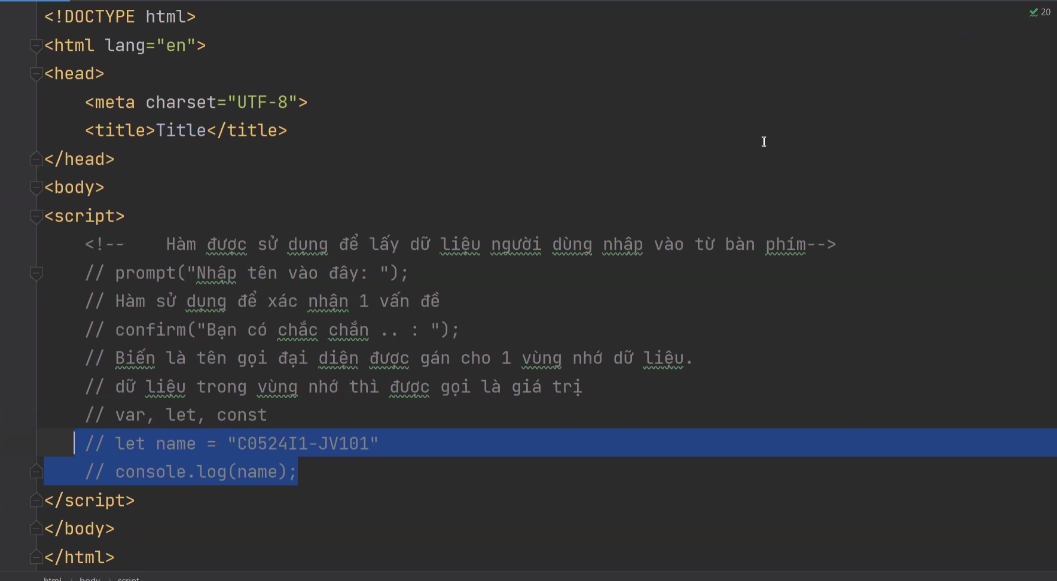 <!DOCTYPE html>
20
<html lang="en">
<head>
<meta charset="UTF-8">
<title>Title</title>
</head>
<body>
<script>
<!-- Hàm được sử dụng để lấy dữ liệu người dùng nhập vào từ bàn phím-->
// prompt("Nhập tên vào đây: ");
// Hàm sử dụng để xác nhận 1 vấn đề
// confirm("Bạn có chắc chắn .. : ");
// Biến là tên gọi đại diện được gán cho 1 vùng nhớ dữ liệu.
// dữ liệu trong vùng nhớ thì được gọi là giá trị
// var, let, const
// let name = "C0524I1-JV101"
// console.log(name);
</script>
</body>
</html>
html body script